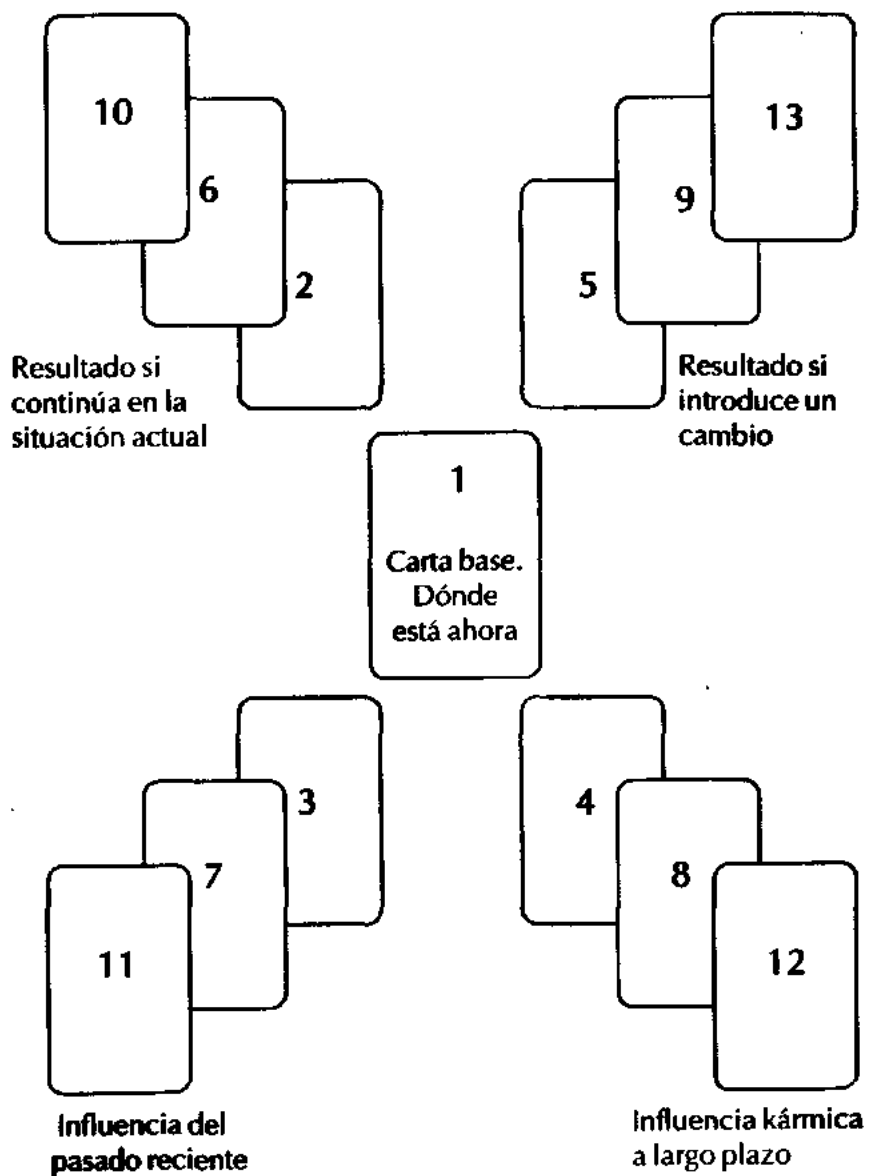 10
13
6
9
2
5
Resultado si
continúa en la
situación actual
Resultado si
introduce un
cambio
1
Carta base.
Dónde
está ahora
3
4
7
8
11
12
Influencia del
pasado reciente
Influencia kármica
a largo plazo